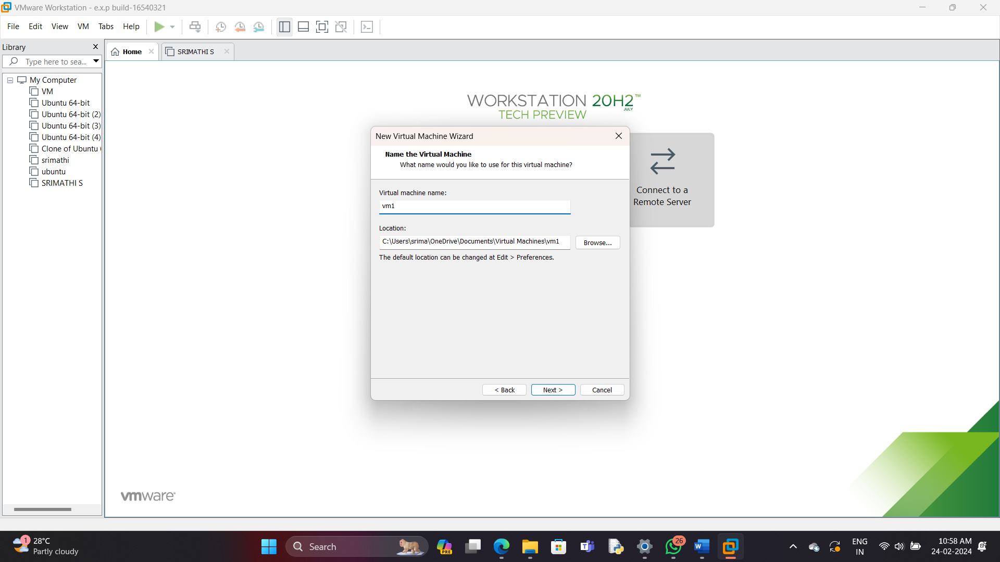 VMware Workstation - e.x.p build-16540321
File Edit View VM Tabs Help
Library
Type here to sea...
My Computer
VM
Ubuntu 64-bit
Ubuntu 64-bit (2)
Ubuntu 64-bit (3)
Ubuntu 64-bit (4)
Clone of Ubuntu
srimathi
ubuntu
SRIMATHI S
Home
SRIMATHI S
WORKSTATION 20H2™
JULY
TECH PREVIEW
New Virtual Machine Wizard
Name the Virtual Machine
What name would you like to use for this virtual machine?
Virtual machine name:
vm1
Location:
C:\Users\srima\OneDrive\Documents\Virtual Machines\vm1
Browse...
The default location can be changed at Edit > Preferences.
< Back Next > Cancel
Connect to a
Remote Server
vmware®
1
28°C
Partly cloudy
Search
PRE
26
ENG
IN
10:58 AM
24-02-2024